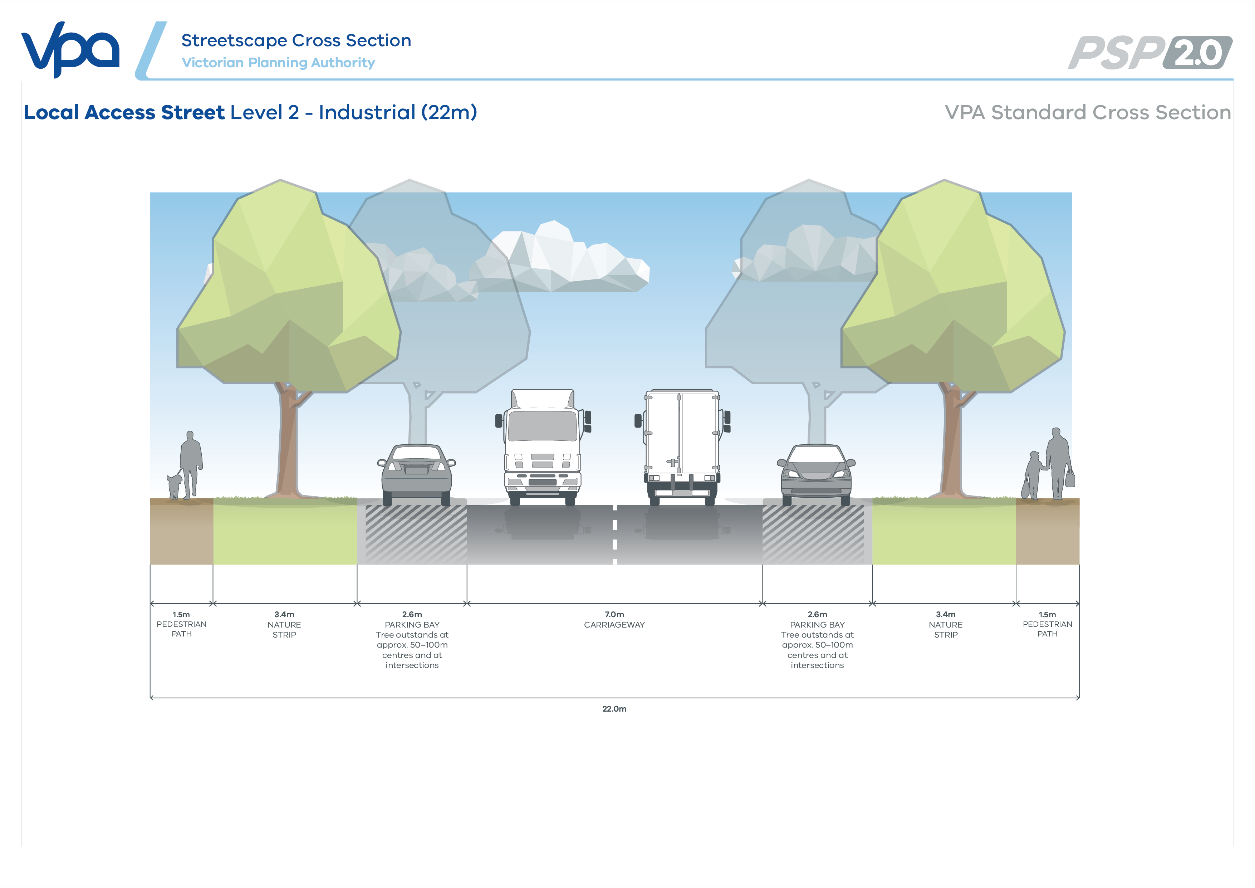 vpa
Streetscape Cross Section
Victorian Planning Authority
PSP 2.0
Local Access Street Level 2 - Industrial (22m)
VPA Standard Cross Section
1.5m
PEDESTRIAN
PATH
3.4m
NATURE
STRIP
2.6m
PARKING BAY
Tree outstands at
approx. 50–100m
centres and at
intersections
7.0m
CARRIAGEWAY
2.6m
PARKING BAY
Tree outstands at
approx. 50–100m
centres and at
intersections
3.4m
NATURE
STRIP
1.5m
PEDESTRIAN
PATH
22.0m